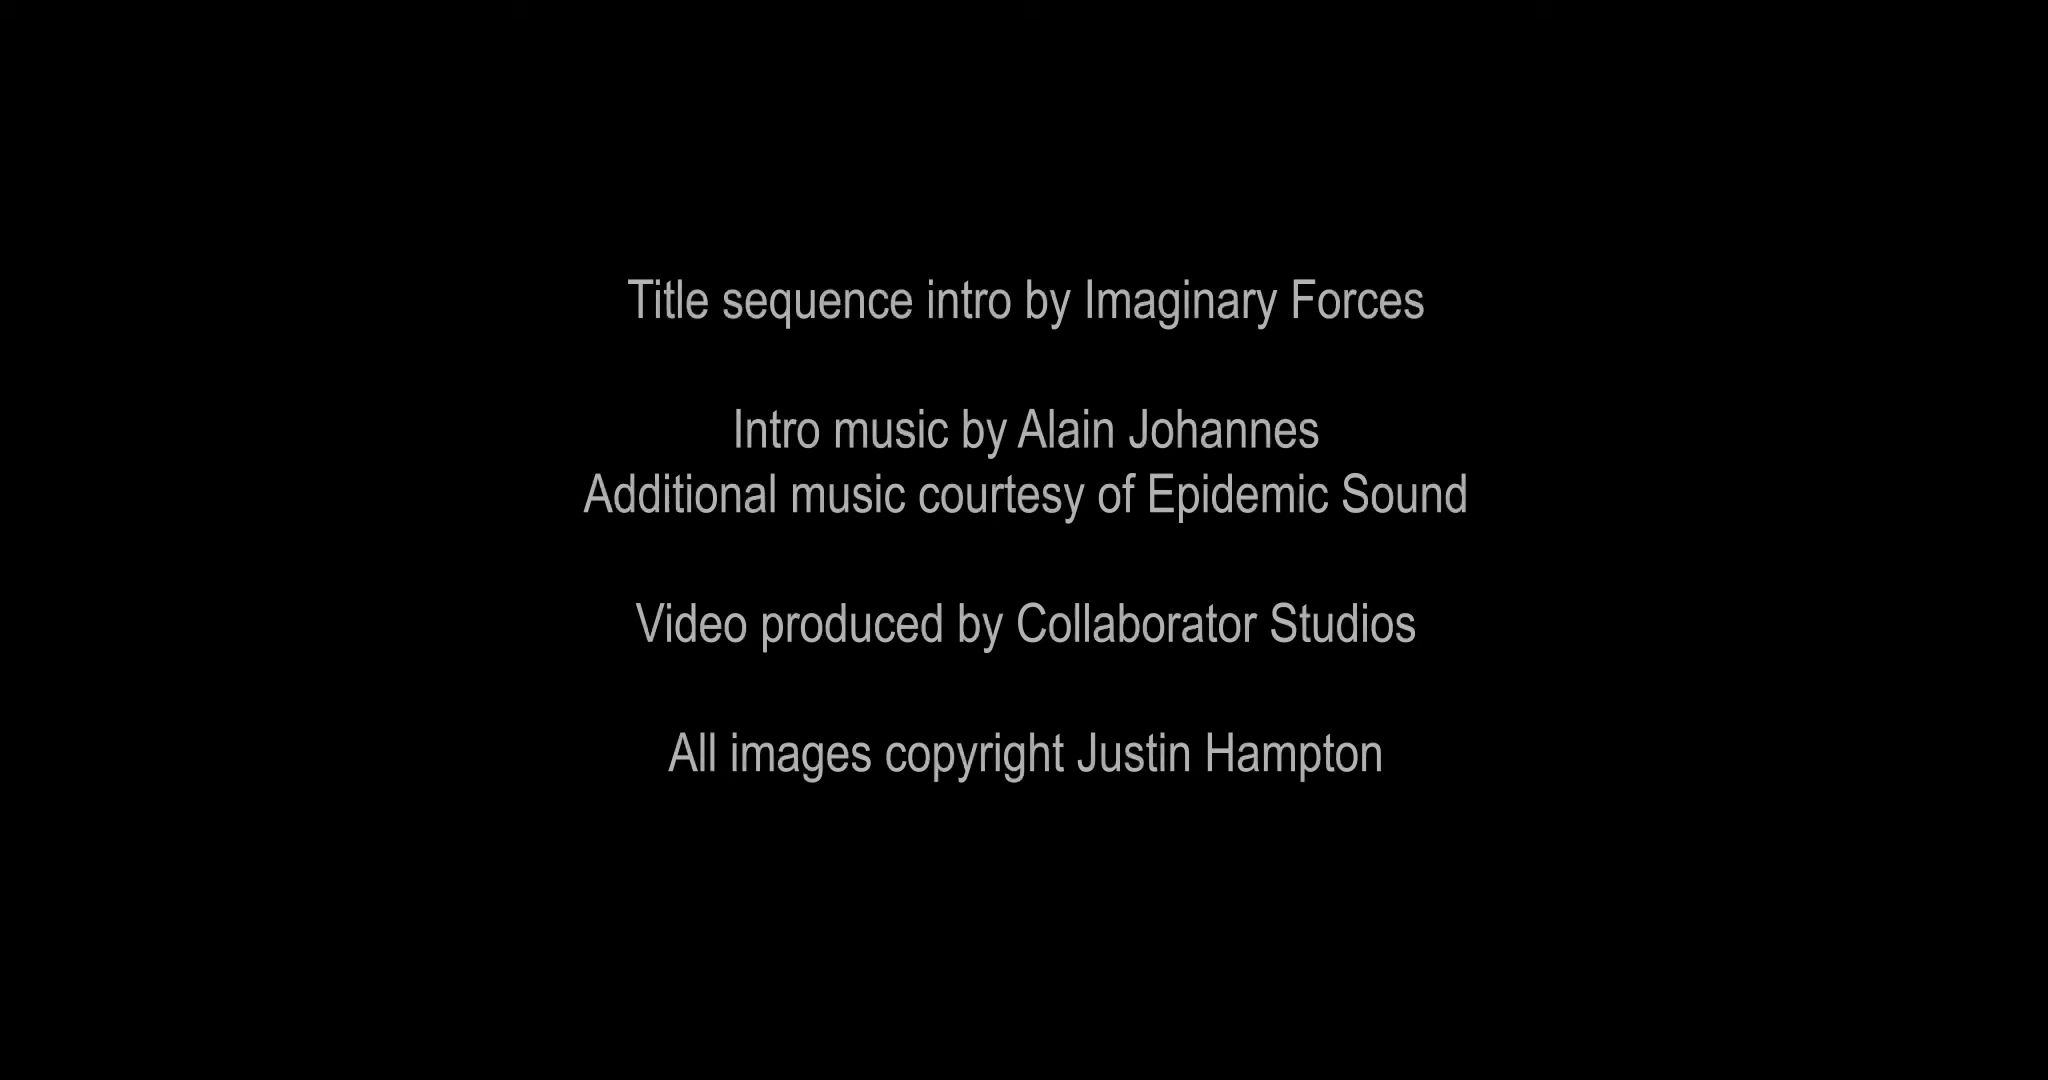 Title sequence intro by Imaginary Forces
Intro music by Alain Johannes
Additional music courtesy of Epidemic Sound
Video produced by Collaborator Studios
All images copyright Justin Hampton